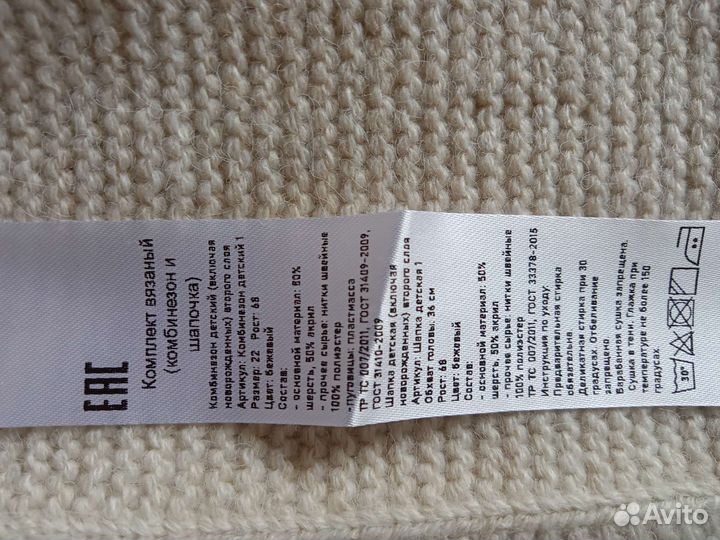 EAC
Комплект вязаный
(комбинезон и
шапочка)
Комбинезон детский (включая
новорожденных) второго слоя
Артикул: Комбинезон детский 1
Размер: 22 Рост: 68
Цвет: бежевый
Состав:
- основной материал: 50%
шерсть, 50% акрил
- прочее сырье: нитки швейные
100% полиэстер
-пуговицы - пластмасса
ТР ТС 007/2011, ГОСТ 31409-2009,
ГОСТ 31410-2009
Шапка детская (включая
новорожденных) второго слоя
Артикул: Шапка детская 1
Обхват головы: 36 см
Рост: 68
Цвет: бежевый
Состав:
- основной материал: 50%
шерсть, 50% акрил
- прочее сырье: нитки швейные
100% полиэстер
ТР ТС 007/2011, ГОСТ 33378-2015
Инструкция по уходу:
Предварительная стирка
обязательна.
Деликатная стирка при 30
градусах. Отбеливание
запрещено.
Барабанная сушка запрещена.
Сушка в тени. Глажка при
температуре не более 150
градусах.
30°
Avito